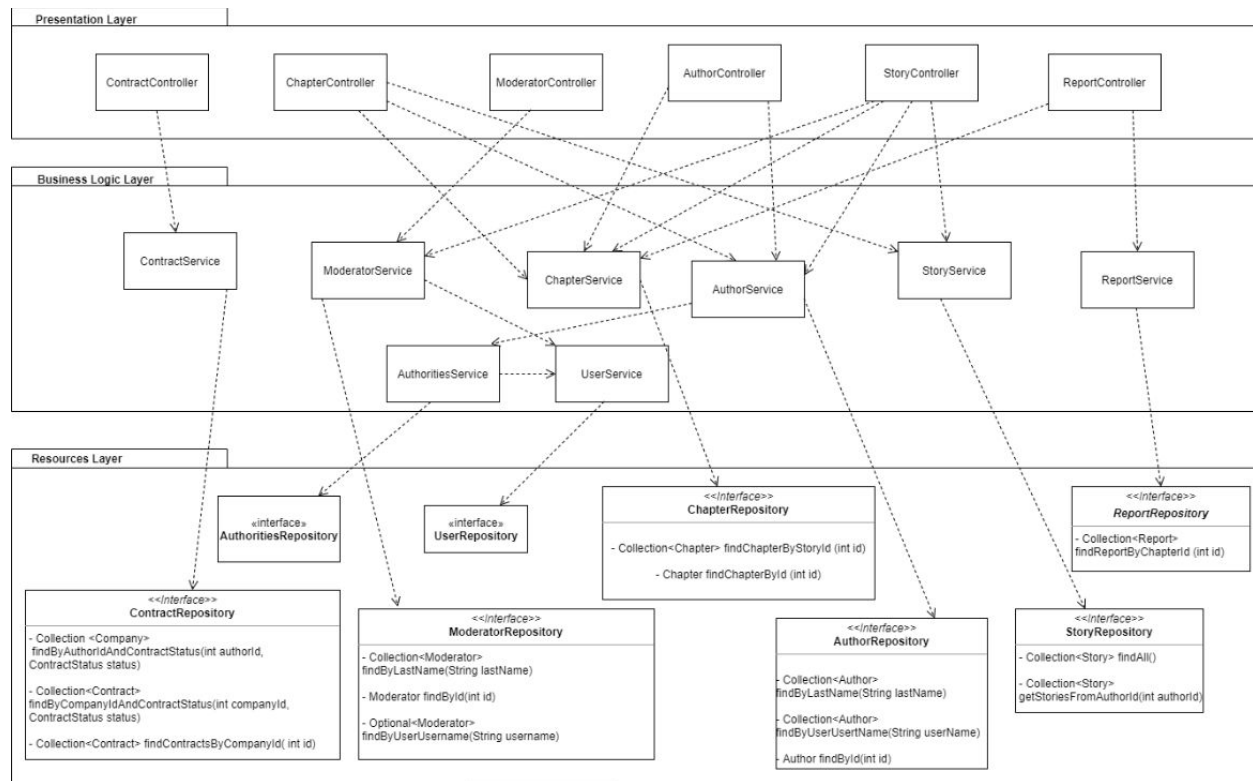 Presentation Layer
ContractController
ChapterController
ModeratorController
AuthorController
StoryController
ReportController
Business Logic Layer
ContractService
ModeratorService
ChapterService
AuthorService
StoryService
ReportService
AuthoritiesService
UserService
Resources Layer
«interface»
AuthoritiesRepository
«interface»
UserRepository
<<Interface>>
ChapterRepository
- Collection<Chapter> findChapterByStoryId (int id)
- Chapter findChapterById (int id)
<<Interface>>
ReportRepository
- Collection<Report>
findReportByChapterId (int id)
<<Interface>>
ContractRepository
- Collection <Company>
findByAuthorIdAndContractStatus(int authorId,
ContractStatus status)
- Collection<Contract>
findByCompanyIdAndContractStatus(int companyId,
ContractStatus status)
- Collection<Contract> findContractsByCompanyId( int id)
<<Interface>>
ModeratorRepository
- Collection<Moderator>
findByLastName(String lastName)
- Moderator findById(int id)
- Optional<Moderator>
findByUserUsername(String username)
<<Interface>>
AuthorRepository
- Collection<Author>
findByLastName(String lastName)
- Collection<Author>
findByUserUsertName(String userName)
- Author findById(int id)
<<Interface>>
StoryRepository
- Collection<Story> findAll()
- Collection<Story>
getStoriesFromAuthorId(int authorId)